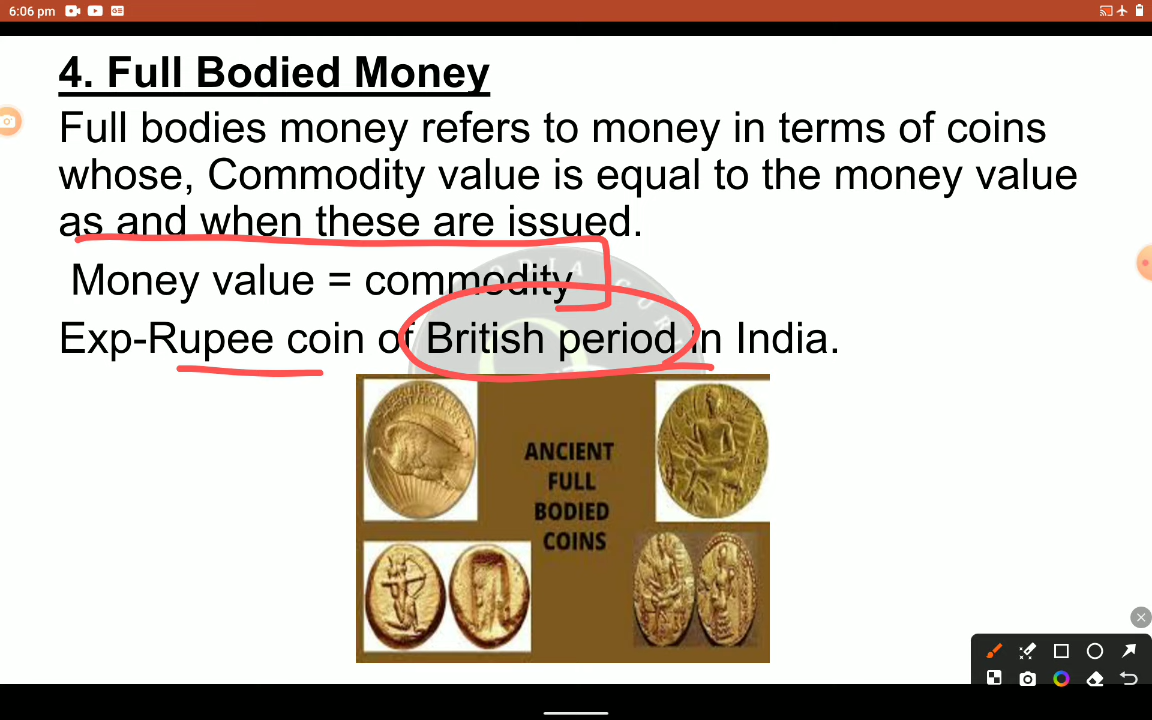 6:06 pm
4. Full Bodied Money
Full bodies money refers to money in terms of coins
whose, Commodity value is equal to the money value
as and when these are issued.
Money value = commodity
Exp-Rupee coin of British period in India.
ANCIENT
FULL
BODIED
COINS